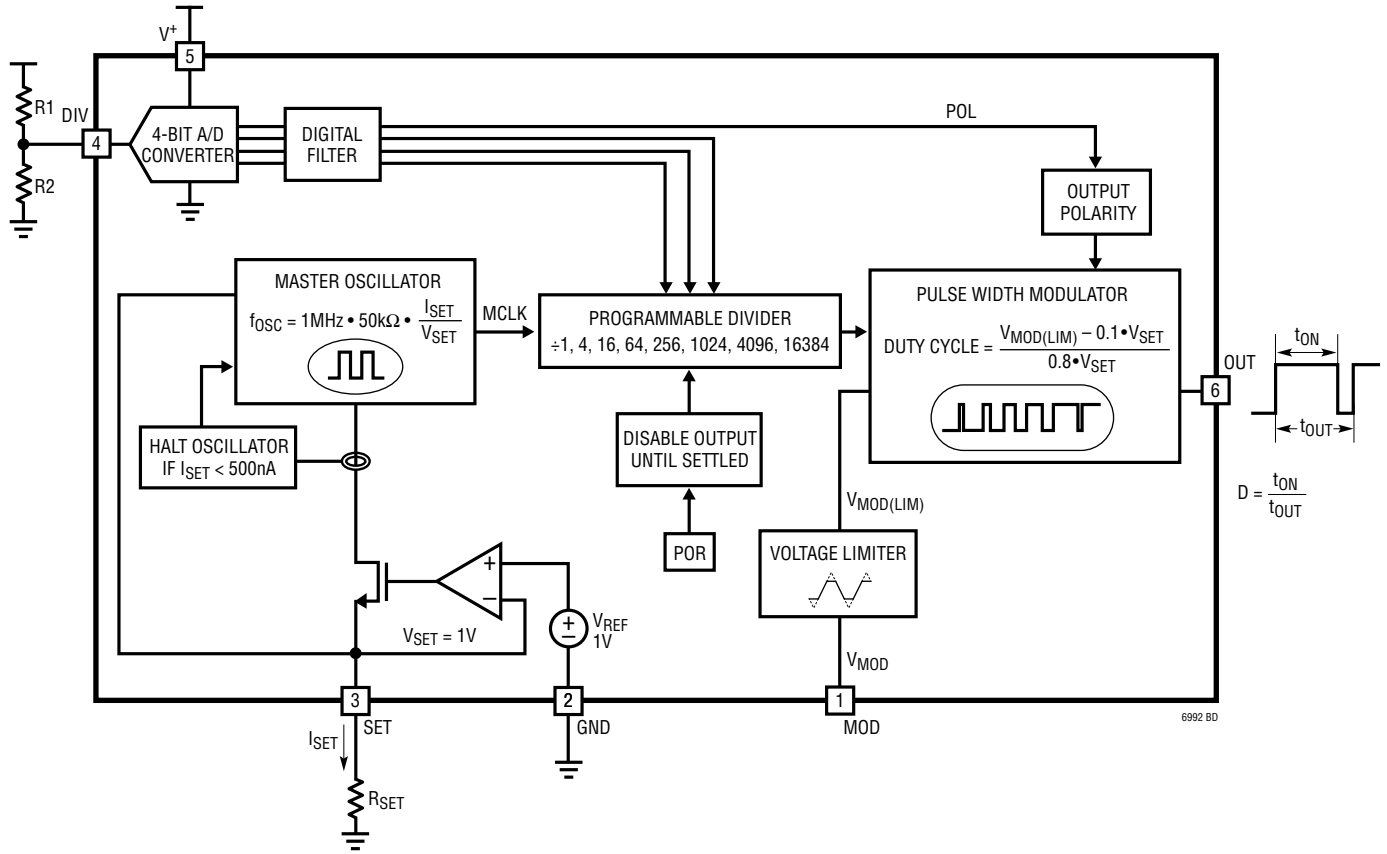 V+
5
R1
DIV
4
R2
4-BIT A/D
CONVERTER
DIGITAL
FILTER
POL
OUTPUT
POLARITY
MASTER OSCILLATOR
fOSC = 1MHz • 50kΩ • ISET / VSET
MCLK
PROGRAMMABLE DIVIDER
÷1, 4, 16, 64, 256, 1024, 4096, 16384
PULSE WIDTH MODULATOR
DUTY CYCLE = VMOD(LIM) – 0.1•VSET / 0.8•VSET
OUT
6
tON
tOUT
D = tON / tOUT
HALT OSCILLATOR
IF ISET < 500nA
DISABLE OUTPUT
UNTIL SETTLED
POR
VMOD(LIM)
VOLTAGE LIMITER
VMOD
+
–
VSET = 1V
+
–
VREF
1V
3
SET
2
GND
1
MOD
6992 BD
ISET
RSET